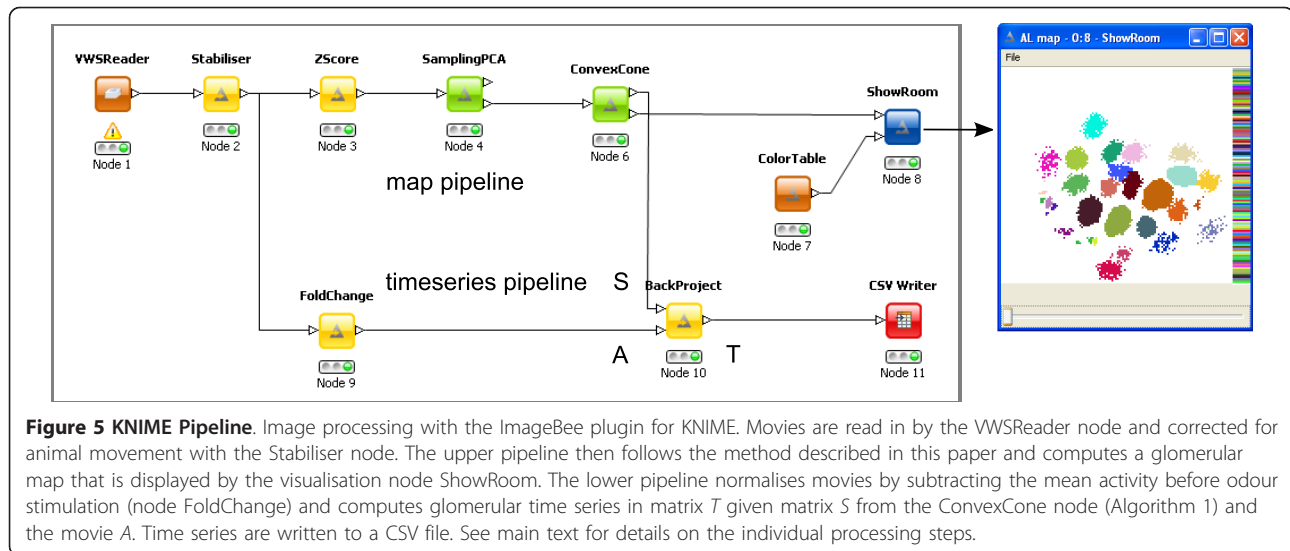 VWSReader
Stabiliser
ZScore
SamplingPCA
ConvexCone
ShowRoom
Node 1
Node 2
Node 3
Node 4
Node 6
Node 8
map pipeline
ColorTable
Node 7
timeseries pipeline S
FoldChange
BackProject
CSV Writer
A T
Node 9
Node 10
Node 11
AL map - 0:8 - ShowRoom
File
Figure 5 KNIME Pipeline. Image processing with the ImageBee plugin for KNIME. Movies are read in by the VWSReader node and corrected for
animal movement with the Stabiliser node. The upper pipeline then follows the method described in this paper and computes a glomerular
map that is displayed by the visualisation node ShowRoom. The lower pipeline normalises movies by subtracting the mean activity before odour
stimulation (node FoldChange) and computes glomerular time series in matrix T given matrix S from the ConvexCone node (Algorithm 1) and
the movie A. Time series are written to a CSV file. See main text for details on the individual processing steps.